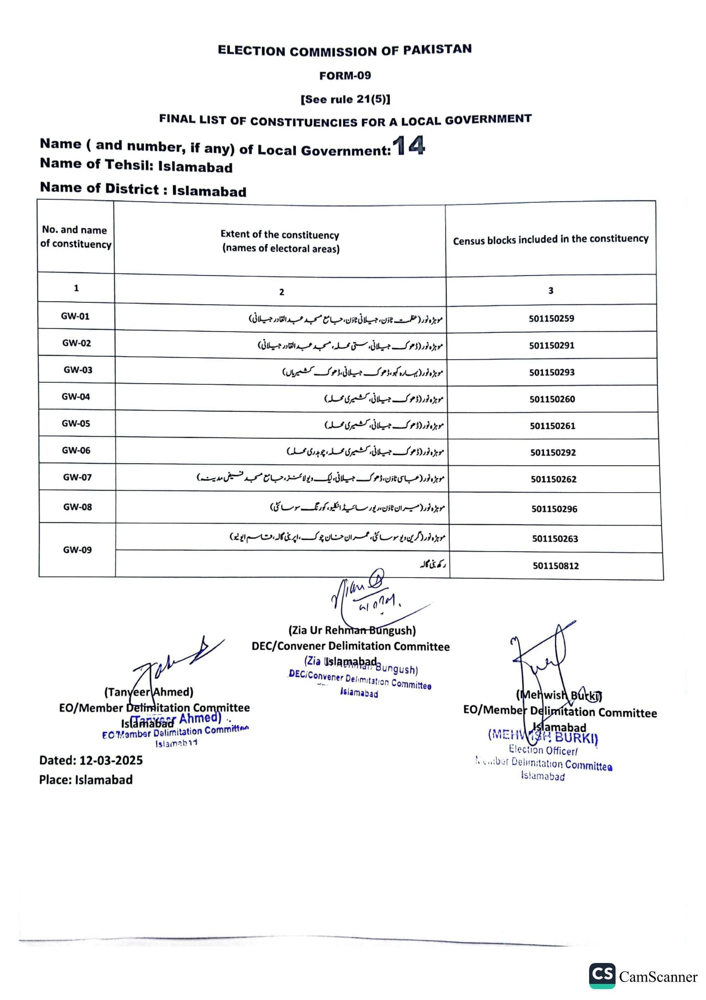 ELECTION COMMISSION OF PAKISTAN
FORM-09
[See rule 21(5)]
FINAL LIST OF CONSTITUENCIES FOR A LOCAL GOVERNMENT
Name ( and number, if any) of Local Government: 14
Name of Tehsil: Islamabad
Name of District : Islamabad
No. and name of constituency
Extent of the constituency (names of electoral areas)
Census blocks included in the constituency
1 2 3
GW-01 موہڑہ نور (عظمت ٹاؤن، جیلانی ٹاؤن، جامع مسجد عبدالقادر جیلانی) 501150259
GW-02 موہڑہ نور (ڈھوک جیلانی، ستی محلہ، مسجد عبدالقادر جیلانی) 501150291
GW-03 موہڑہ نور (بہارہ کہو، ڈھوک جیلانی، ڈھوک کشمیریاں) 501150293
GW-04 موہڑہ نور (ڈھوک جیلانی، کشمیری محلہ) 501150260
GW-05 موہڑہ نور (ڈھوک جیلانی، کشمیری محلہ) 501150261
GW-06 موہڑہ نور (ڈھوک جیلانی، کشمیری محلہ، چوہدری محلہ) 501150292
GW-07 موہڑہ نور (عباسی ٹاؤن، ڈھوک جیلانی، لیک ویو لائنز، جامع مسجد فیض مدینہ) 501150262
GW-08 موہڑہ نور (میران ٹاؤن، ریور سائیڈ انکلیو، کورنگ سوسائٹی) 501150296
GW-09 موہڑہ نور (گرین ویو سوسائٹی، عمران خان چوک، اپر بنی گالہ، قاسم ایونیو) 501150263
رکھ بنی گالہ 501150812
(Zia Ur Rehman Bungush)
DEC/Convener Delimitation Committee
Islamabad
(Zia Ur Rehman Bungush)
DEC/Convener Delimitation Committee
Islamabad
(Tanveer Ahmed)
EO/Member Delimitation Committee
Islamabad
(Tanveer Ahmed)
EO/Member Delimitation Committee
Islamabad
(Mehwish Burki)
EO/Member Delimitation Committee
Islamabad
(MEHWISH BURKI)
Election Officer/
Member Delimitation Committee
Islamabad
Dated: 12-03-2025
Place: Islamabad
CS CamScanner